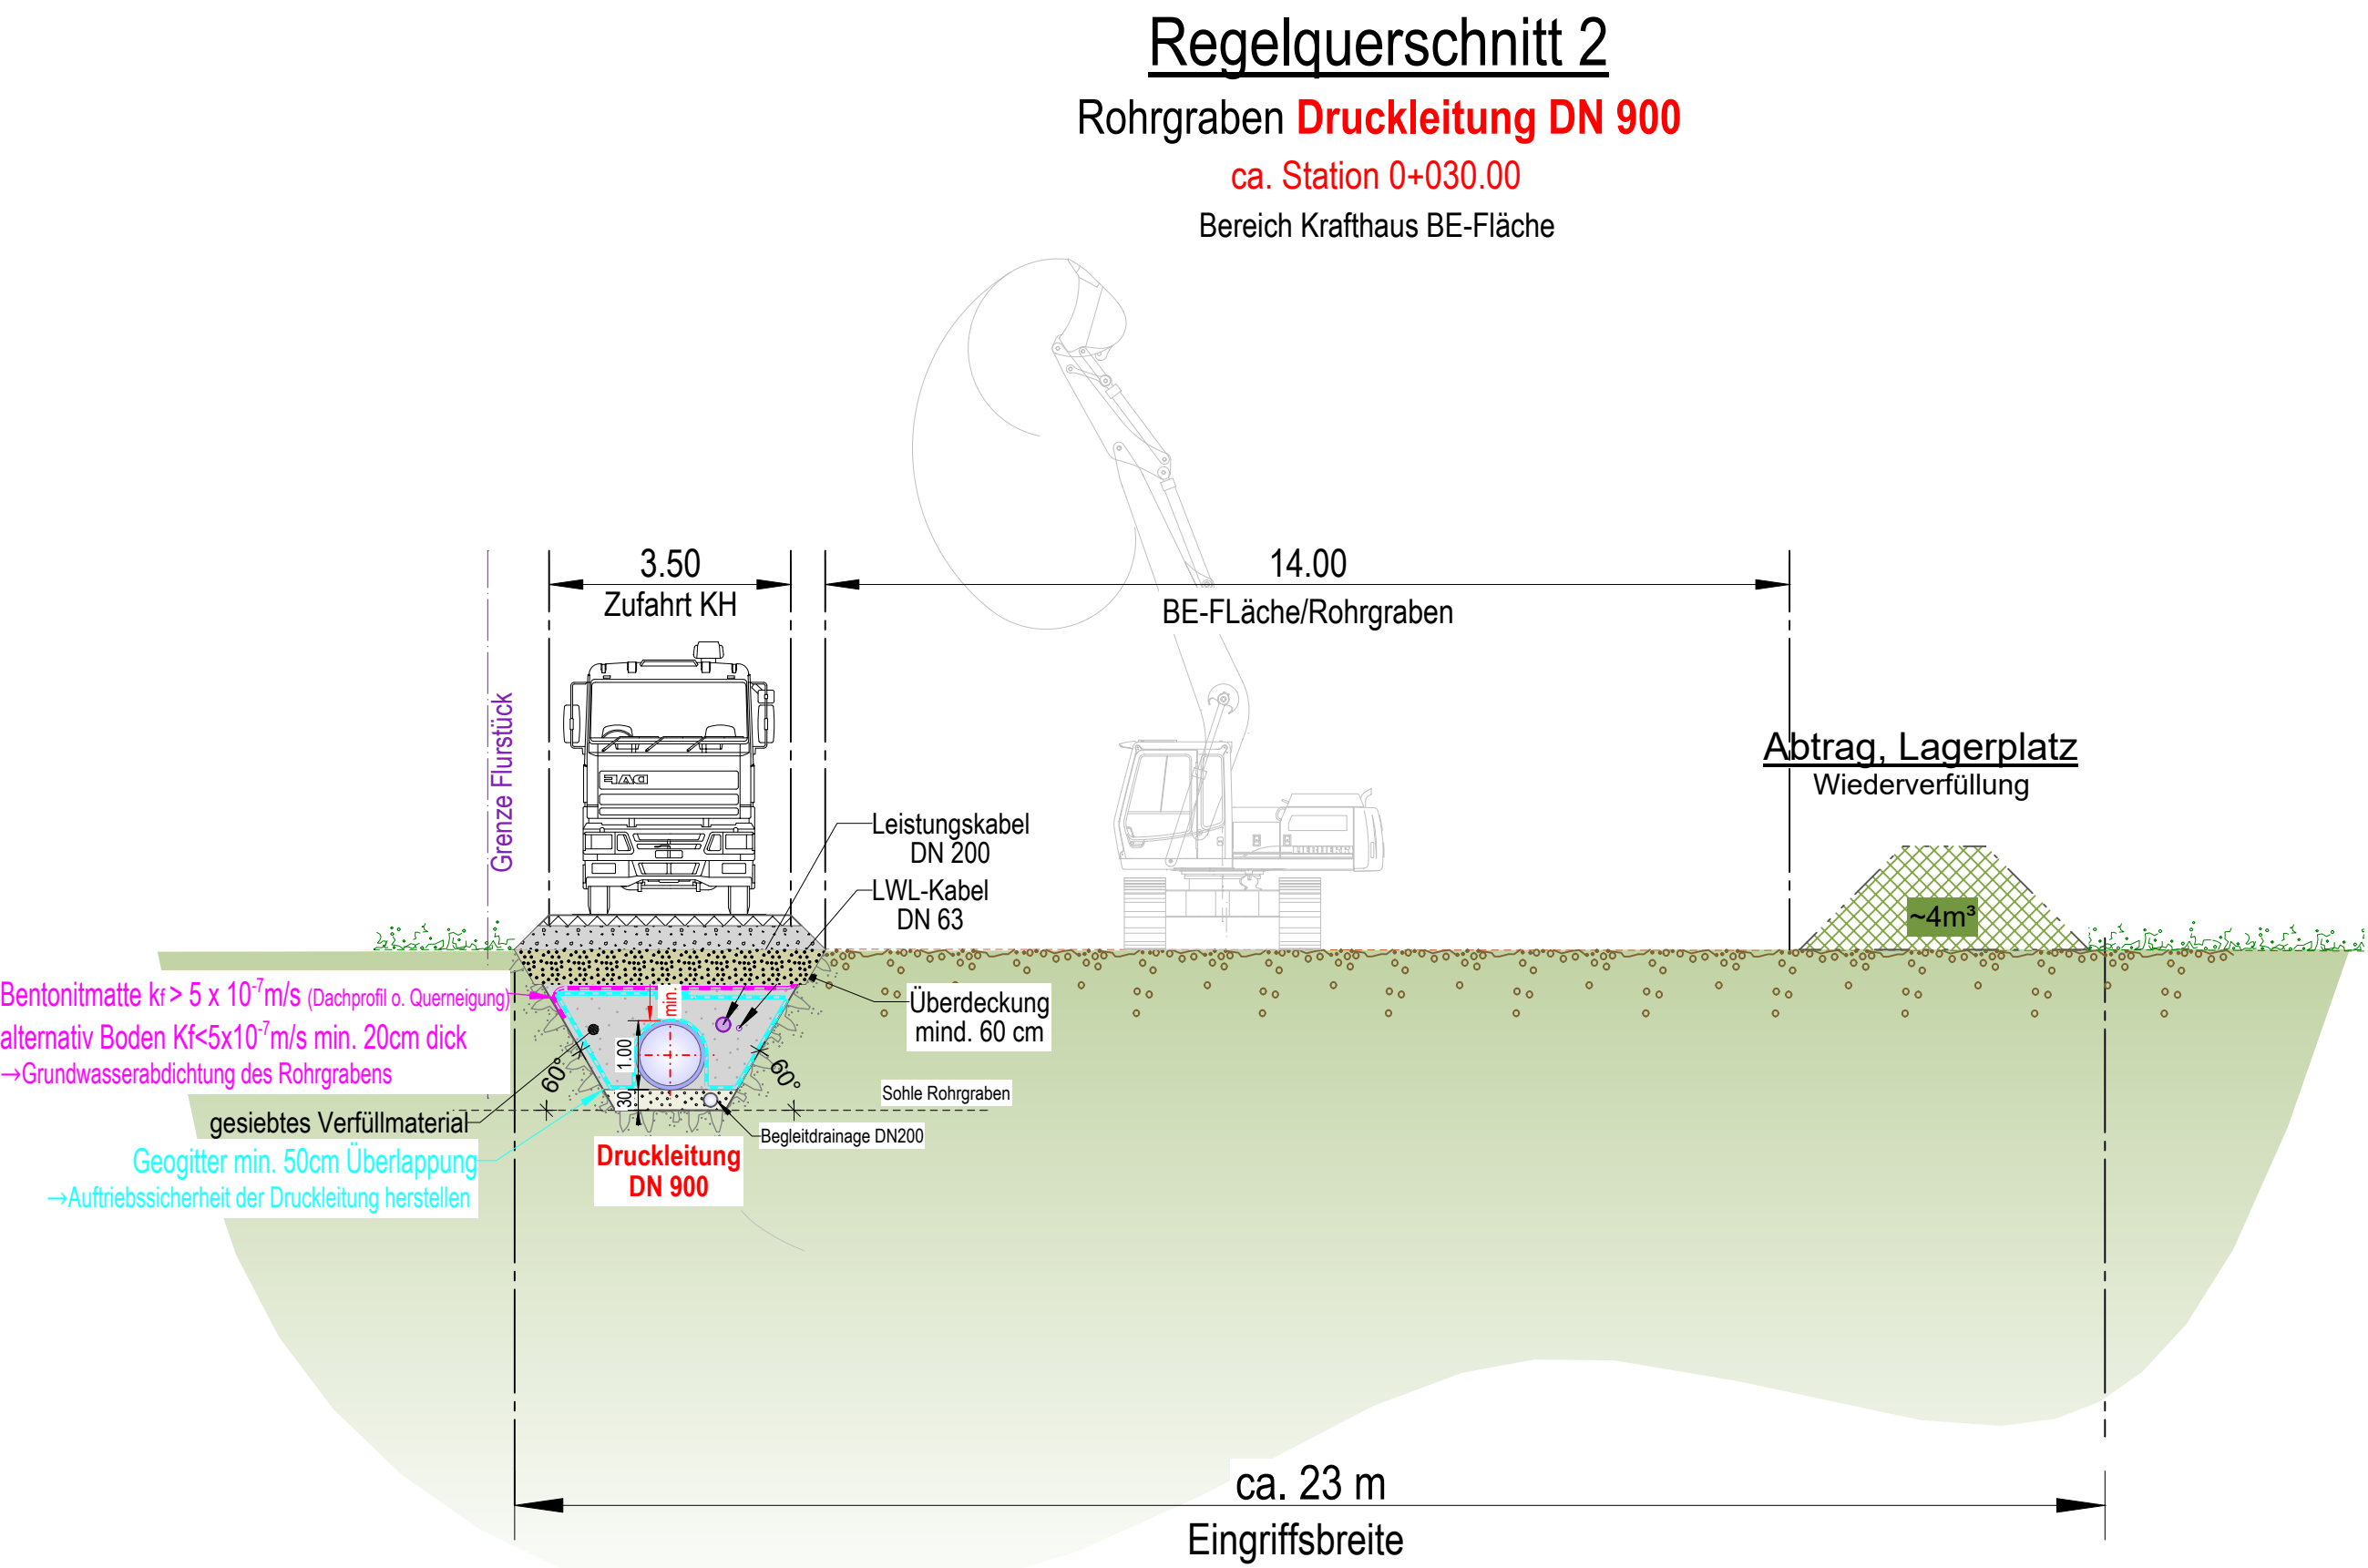 Regelquerschnitt 2
Rohrgraben Druckleitung DN 900
ca. Station 0+030.00
Bereich Krafthaus BE-Fläche
3.50
Zufahrt KH
14.00
BE-FLäche/Rohrgraben
Grenze Flurstück
DAF
Abtrag, Lagerplatz
Wiederverfüllung
~4m³
Leistungskabel
DN 200
LWL-Kabel
DN 63
LIEBHERR
Bentonitmatte kf > 5 x 10⁻⁷m/s (Dachprofil o. Querneigung)
alternativ Boden Kf<5x10⁻⁷m/s min. 20cm dick
→Grundwasserabdichtung des Rohrgrabens
min.
1.00
30
60°
60°
Überdeckung
mind. 60 cm
Sohle Rohrgraben
gesiebtes Verfüllmaterial
Begleitdrainage DN200
Geogitter min. 50cm Überlappung
→Auftriebssicherheit der Druckleitung herstellen
Druckleitung
DN 900
ca. 23 m
Eingriffsbreite